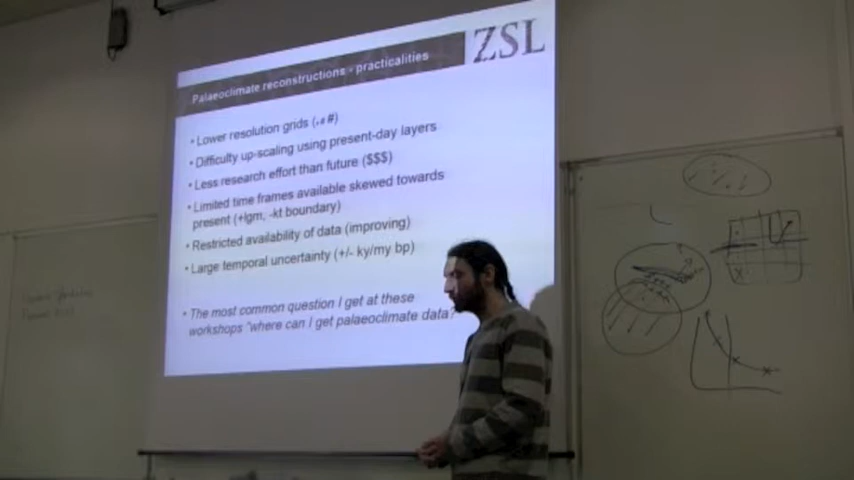 Palaeoclimate reconstructions - practicalities
ZSL
• Lower resolution grids (.a #)
• Difficulty up-scaling using present-day layers
• Less research effort than future ($$$)
• Limited time frames available skewed towards
present (+lgm, -kt boundary)
• Restricted availability of data (improving)
• Large temporal uncertainty (+/- ky/my bp)
• The most common question I get at these
workshops "where can I get palaeoclimate data?